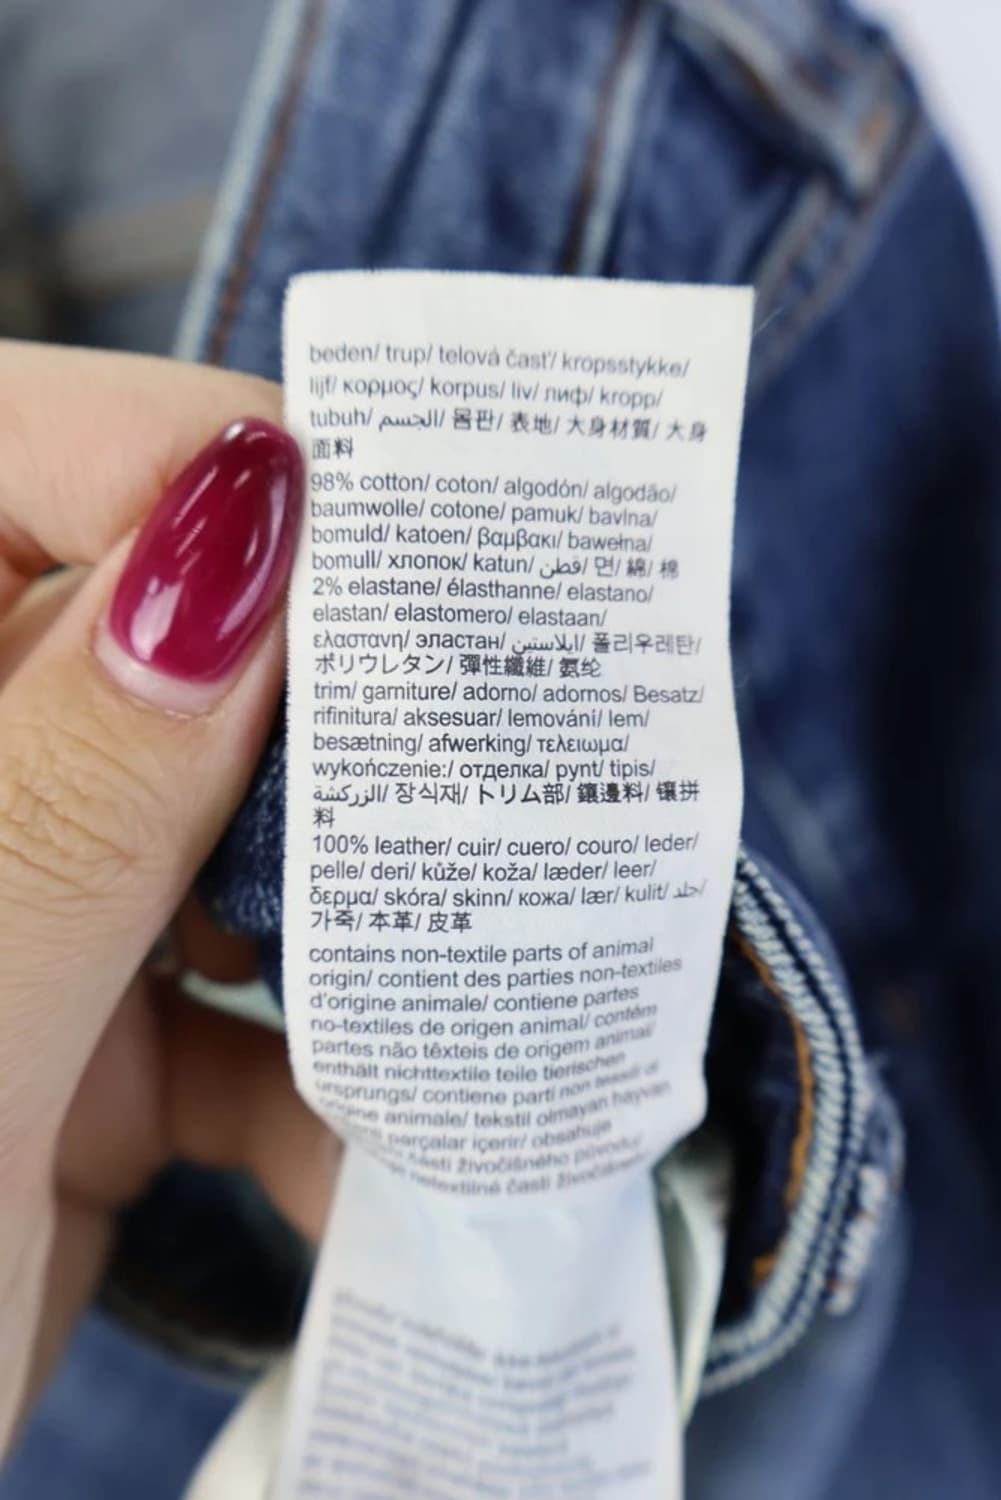 beden/ trup/ telová časť/ kropsstykke/
lijf/ κορμος/ korpus/ liv/ лиф/ kropp/
tubuh/ الجسم/ 몸판/ 表地/ 大身材質/ 大身
面料
98% cotton/ coton/ algodón/ algodão/
baumwolle/ cotone/ pamuk/ bavlna/
bomuld/ katoen/ βαμβακι/ bawełna/
bomull/ хлопок/ katun/ قطن/ 면/ 綿/ 棉
2% elastane/ élasthanne/ elastano/
elastan/ elastomero/ elastaan/
ελαστανη/ эластан/ ايلاستين/ 폴리우레탄/
ポリウレタン/ 彈性纖維/ 氨纶
trim/ garniture/ adorno/ adornos/ Besatz/
rifinitura/ aksesuar/ lemování/ lem/
besætning/ afwerking/ τελειωμα/
wykończenie:/ отделка/ pynt/ tipis/
الزركشة/ 장식재/ トリム部/ 鑲邊料/ 镶拼
料
100% leather/ cuir/ cuero/ couro/ leder/
pelle/ deri/ kůže/ koža/ læder/ leer/
δερμα/ skóra/ skinn/ кожа/ lær/ kulit/ جلد/
가죽/ 本革/ 皮革
contains non-textile parts of animal
origin/ contient des parties non-textiles
d'origine animale/ contiene partes
no-textiles de origen animal/ contém
partes não têxteis de origem animal/
enthält nichttextile teile tierischen
ursprungs/ contiene parti non tessili di
origine animale/ tekstil olmayan hayvan
parçalar içerir/ obsahuje
části živočišného původu/
netextilné časti